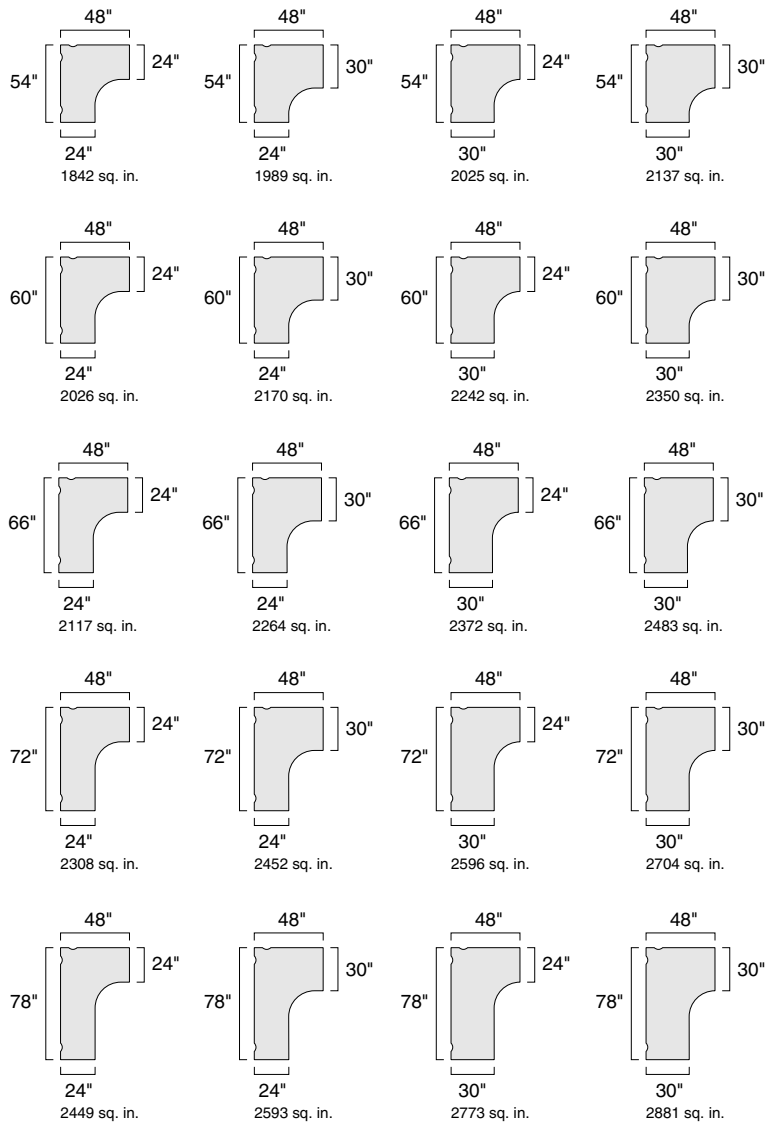 48" 48" 48" 48"
54" 24" 54" 30" 54" 24" 54" 30"
24" 24" 30" 30"
1842 sq. in. 1989 sq. in. 2025 sq. in. 2137 sq. in.
48" 48" 48" 48"
60" 24" 60" 30" 60" 24" 60" 30"
24" 24" 30" 30"
2026 sq. in. 2170 sq. in. 2242 sq. in. 2350 sq. in.
48" 48" 48" 48"
66" 24" 66" 30" 66" 24" 66" 30"
24" 24" 30" 30"
2117 sq. in. 2264 sq. in. 2372 sq. in. 2483 sq. in.
48" 48" 48" 48"
72" 24" 72" 30" 72" 24" 72" 30"
24" 24" 30" 30"
2308 sq. in. 2452 sq. in. 2596 sq. in. 2704 sq. in.
48" 48" 48" 48"
78" 24" 78" 30" 78" 24" 78" 30"
24" 24" 30" 30"
2449 sq. in. 2593 sq. in. 2773 sq. in. 2881 sq. in.